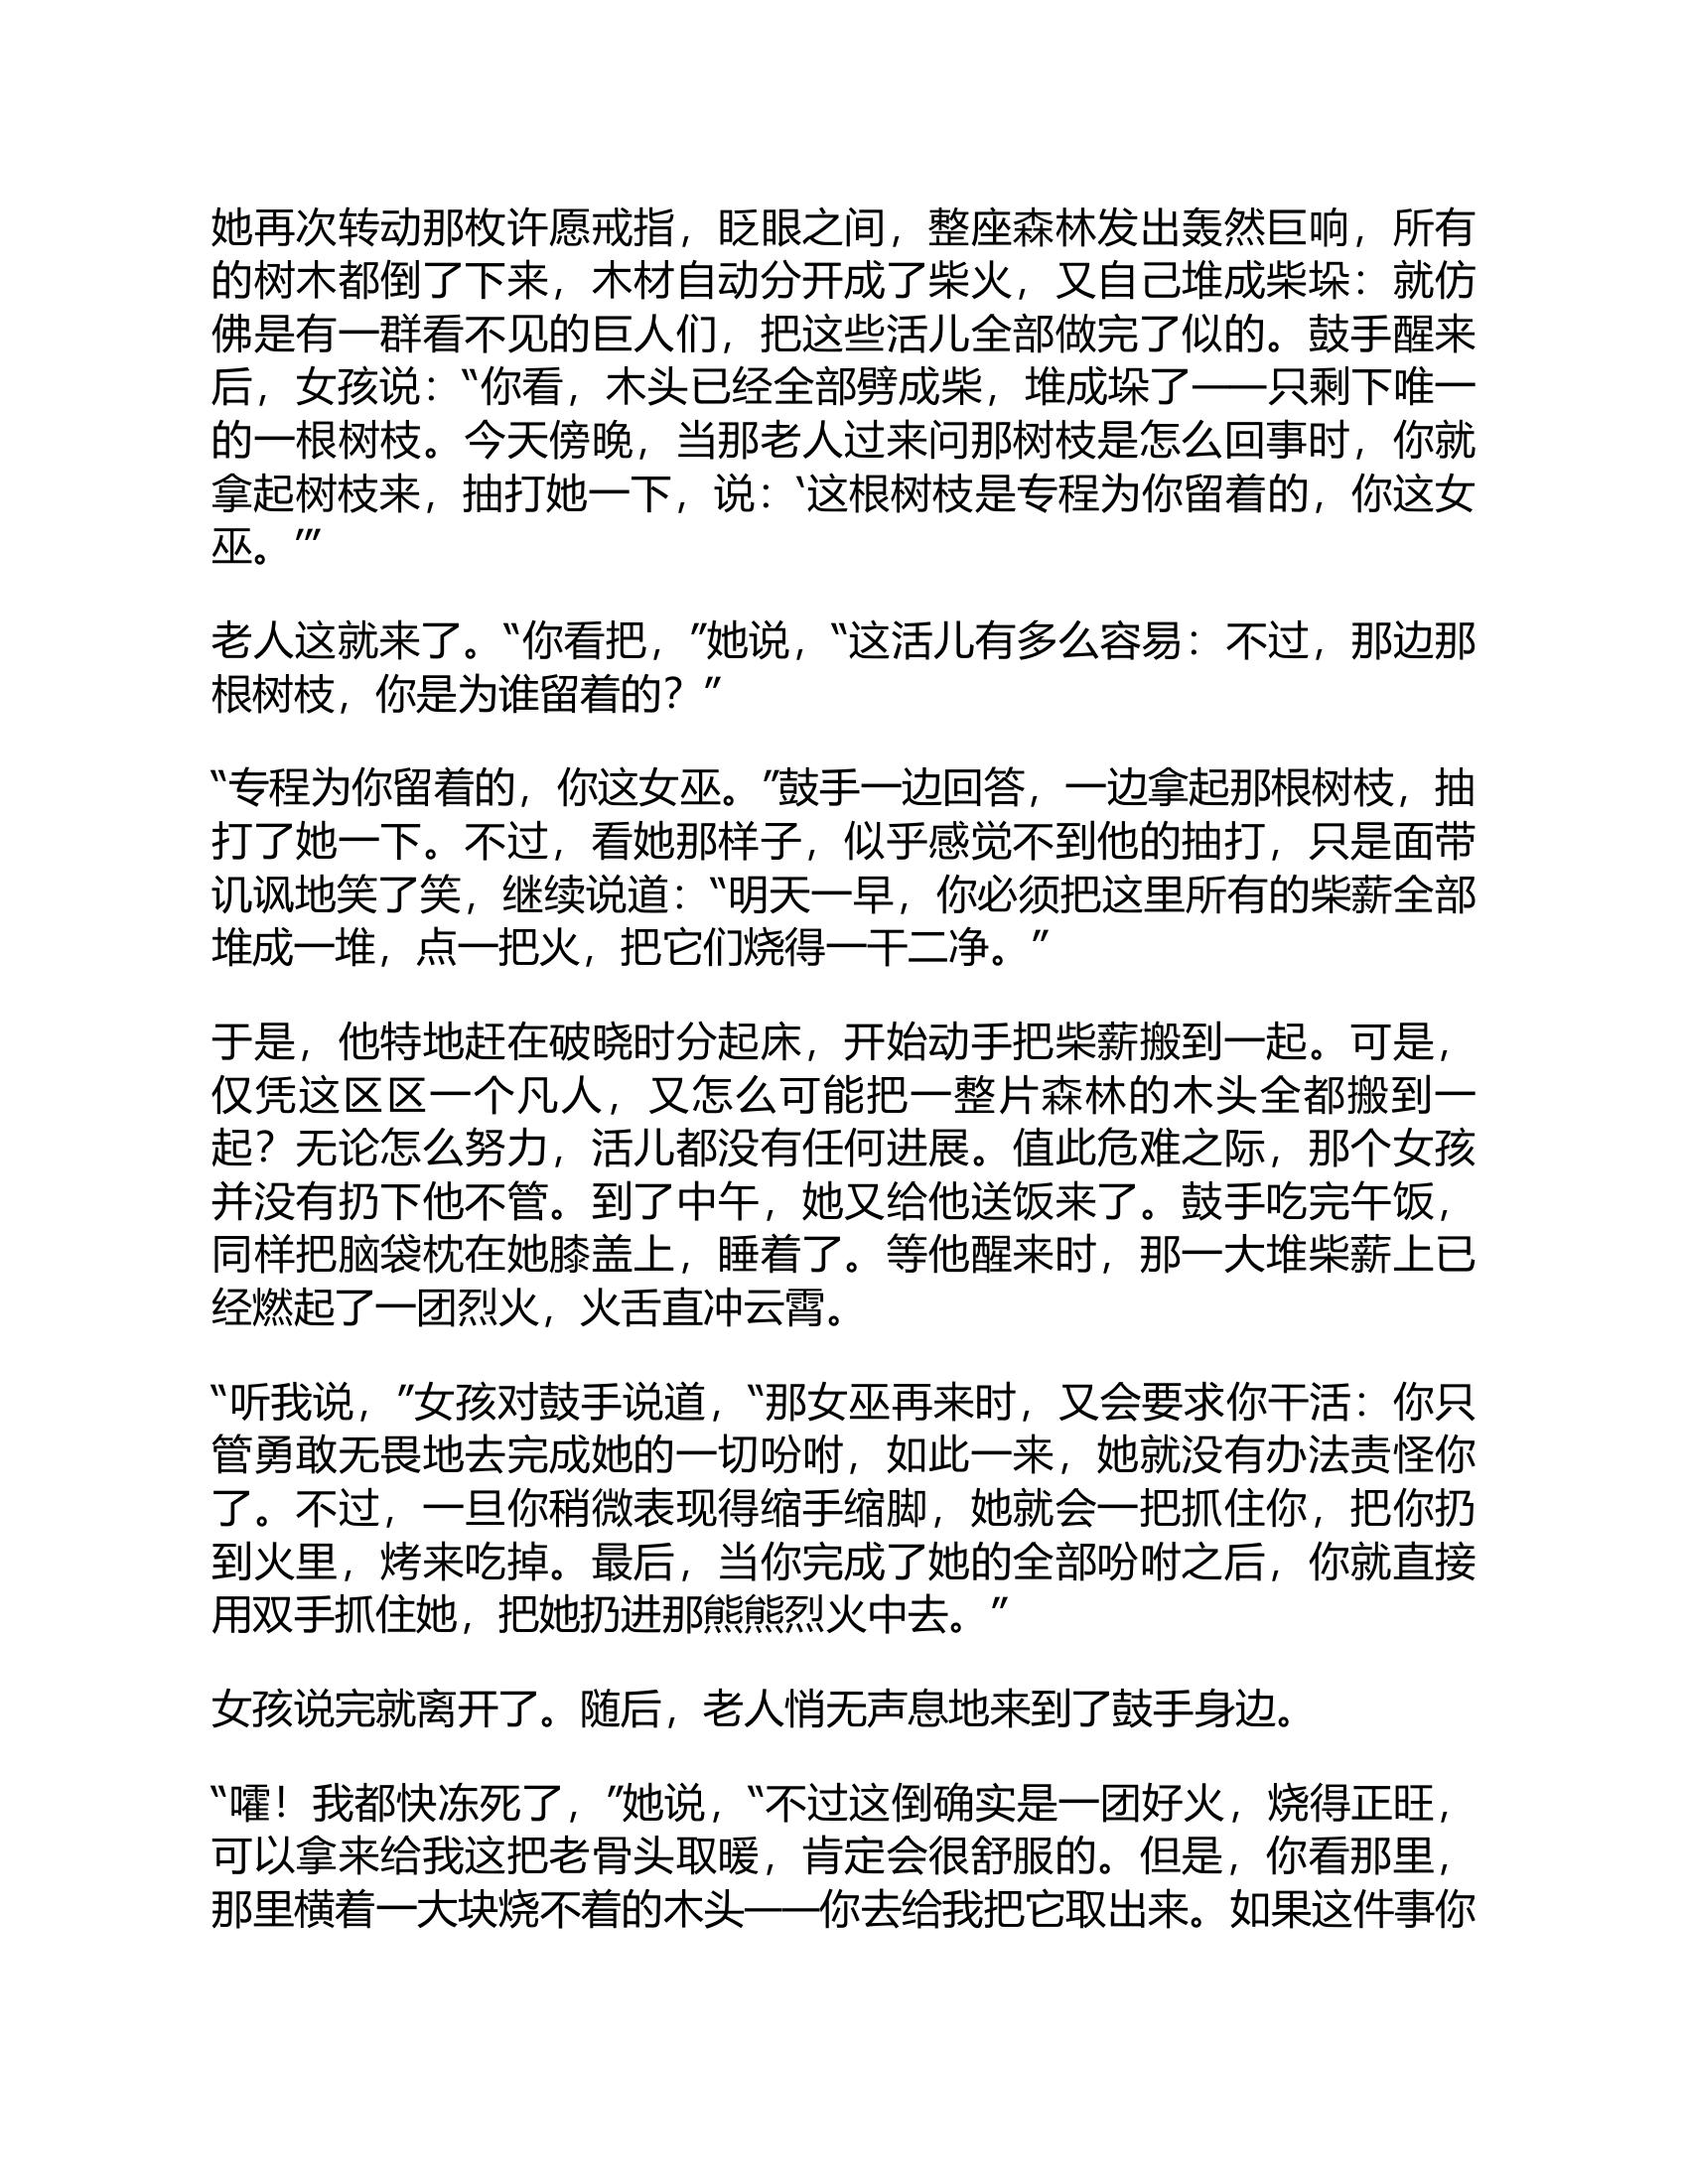 她再次转动那枚许愿戒指，眨眼之间，整座森林发出轰然巨响，所有
的树木都倒了下来，木材自动分开成了柴火，又自己堆成柴垛：就仿
佛是有一群看不见的巨人们，把这些活儿全部做完了似的。鼓手醒来
后，女孩说：“你看，木头已经全部劈成柴，堆成垛了——只剩下唯一
的一根树枝。今天傍晚，当那老人过来问那树枝是怎么回事时，你就
拿起树枝来，抽打她一下，说：‘这根树枝是专程为你留着的，你这女
巫。’”
老人这就来了。“你看把，”她说，“这活儿有多么容易：不过，那边那
根树枝，你是为谁留着的？”
“专程为你留着的，你这女巫。”鼓手一边回答，一边拿起那根树枝，抽
打了她一下。不过，看她那样子，似乎感觉不到他的抽打，只是面带
讥讽地笑了笑，继续说道：“明天一早，你必须把这里所有的柴薪全部
堆成一堆，点一把火，把它们烧得一干二净。”
于是，他特地赶在破晓时分起床，开始动手把柴薪搬到一起。可是，
仅凭这区区一个凡人，又怎么可能把一整片森林的木头全都搬到一
起？无论怎么努力，活儿都没有任何进展。值此危难之际，那个女孩
并没有扔下他不管。到了中午，她又给他送饭来了。鼓手吃完午饭，
同样把脑袋枕在她膝盖上，睡着了。等他醒来时，那一大堆柴薪上已
经燃起了一团烈火，火舌直冲云霄。
“听我说，”女孩对鼓手说道，“那女巫再来时，又会要求你干活：你只
管勇敢无畏地去完成她的一切吩咐，如此一来，她就没有办法责怪你
了。不过，一旦你稍微表现得缩手缩脚，她就会一把抓住你，把你扔
到火里，烤来吃掉。最后，当你完成了她的全部吩咐之后，你就直接
用双手抓住她，把她扔进那熊熊烈火中去。”
女孩说完就离开了。随后，老人悄无声息地来到了鼓手身边。
“嚯！我都快冻死了，”她说，“不过这倒确实是一团好火，烧得正旺，
可以拿来给我这把老骨头取暖，肯定会很舒服的。但是，你看那里，
那里横着一大块烧不着的木头——你去给我把它取出来。如果这件事你